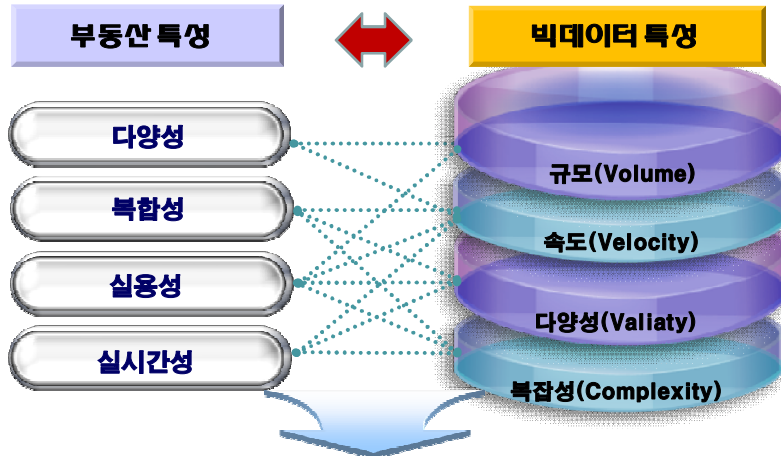 부동산 특성
빅데이터 특성
다양성
복합성
실용성
실시간성
규모(Volume)
속도(Velocity)
다양성(Valiaty)
복잡성(Complexity)